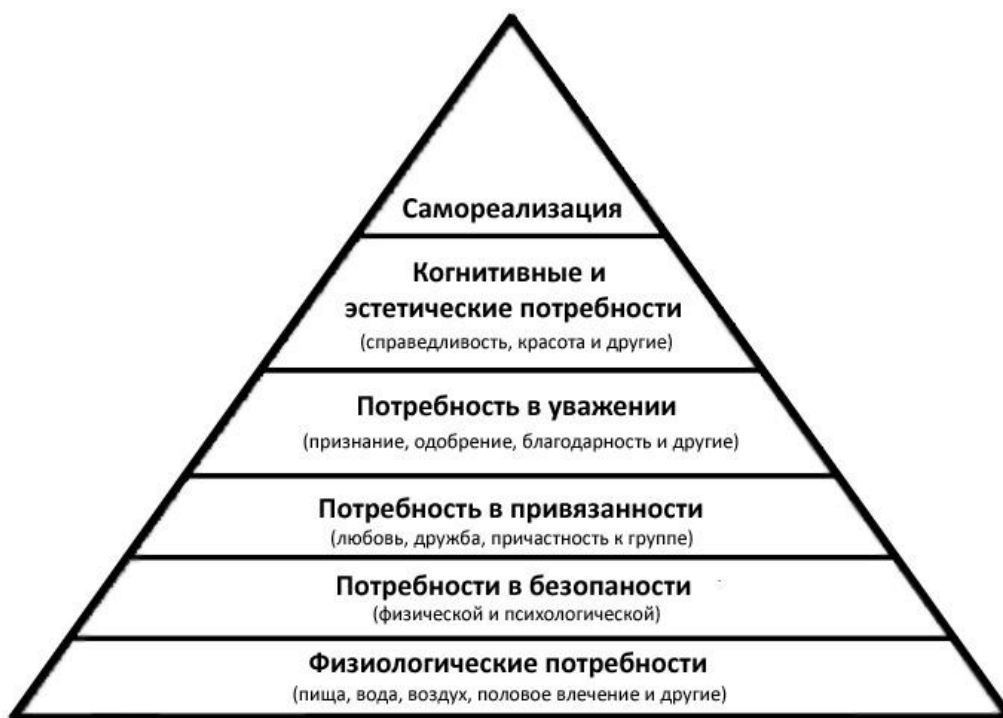 Самореализация
Когнитивные и
эстетические потребности
(справедливость, красота и другие)
Потребность в уважении
(признание, одобрение, благодарность и другие)
Потребность в привязанности
(любовь, дружба, причастность к группе)
Потребности в безопаности
(физической и психологической)
Физиологические потребности
(пища, вода, воздух, половое влечение и другие)